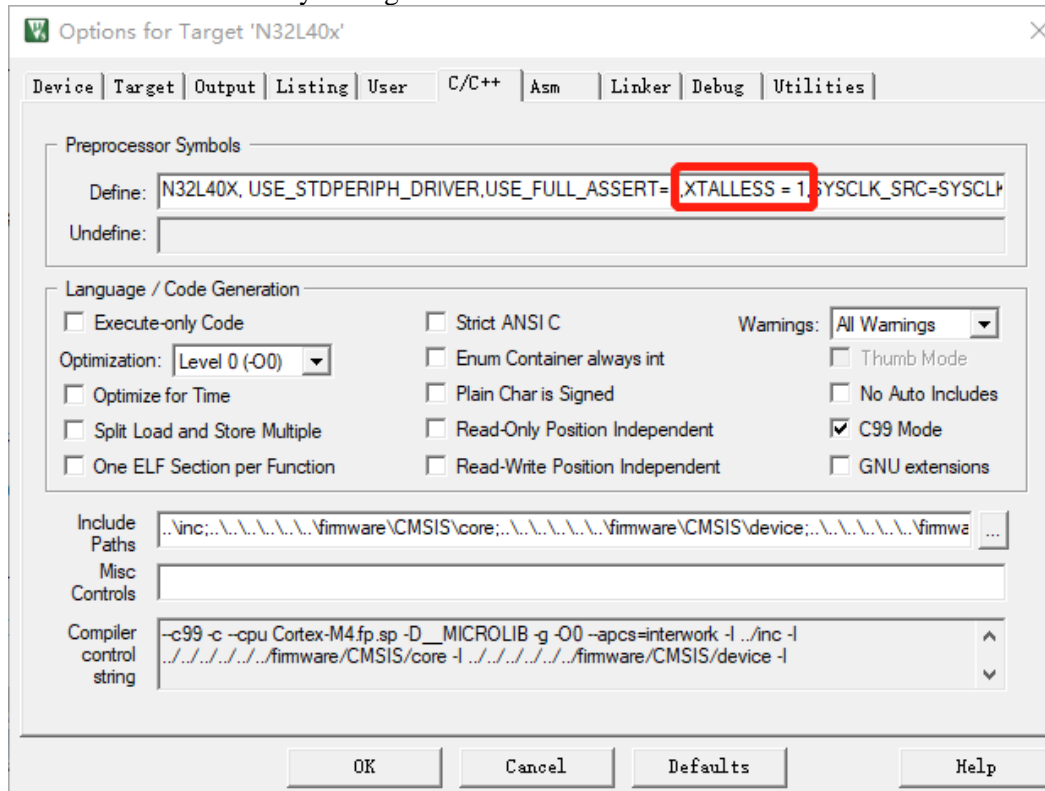 Options for Target 'N32L40x'
Device Target Output Listing User C/C++ Asm Linker Debug Utilities
Preprocessor Symbols
Define: N32L40X, USE_STDPERIPH_DRIVER,USE_FULL_ASSERT= ,XTALLESS = 1, SYSCLK_SRC=SYSCLK
Undefine:
Language / Code Generation
Execute-only Code Strict ANSI C Warnings: All Warnings
Optimization: Level 0 (-O0) Enum Container always int Thumb Mode
Optimize for Time Plain Char is Signed No Auto Includes
Split Load and Store Multiple Read-Only Position Independent C99 Mode
One ELF Section per Function Read-Write Position Independent GNU extensions
Include Paths ..\inc;..\..\..\..\..\..\firmware\CMSIS\core;..\..\..\..\..\..\firmware\CMSIS\device;..\..\..\..\..\..\firmwa ...
Misc Controls
Compiler control string --c99 -c --cpu Cortex-M4.fp.sp -D__MICROLIB -g -O0 --apcs=interwork -I ../inc -I
../../../../../../firmware/CMSIS/core -I ../../../../../../firmware/CMSIS/device -I
OK Cancel Defaults Help